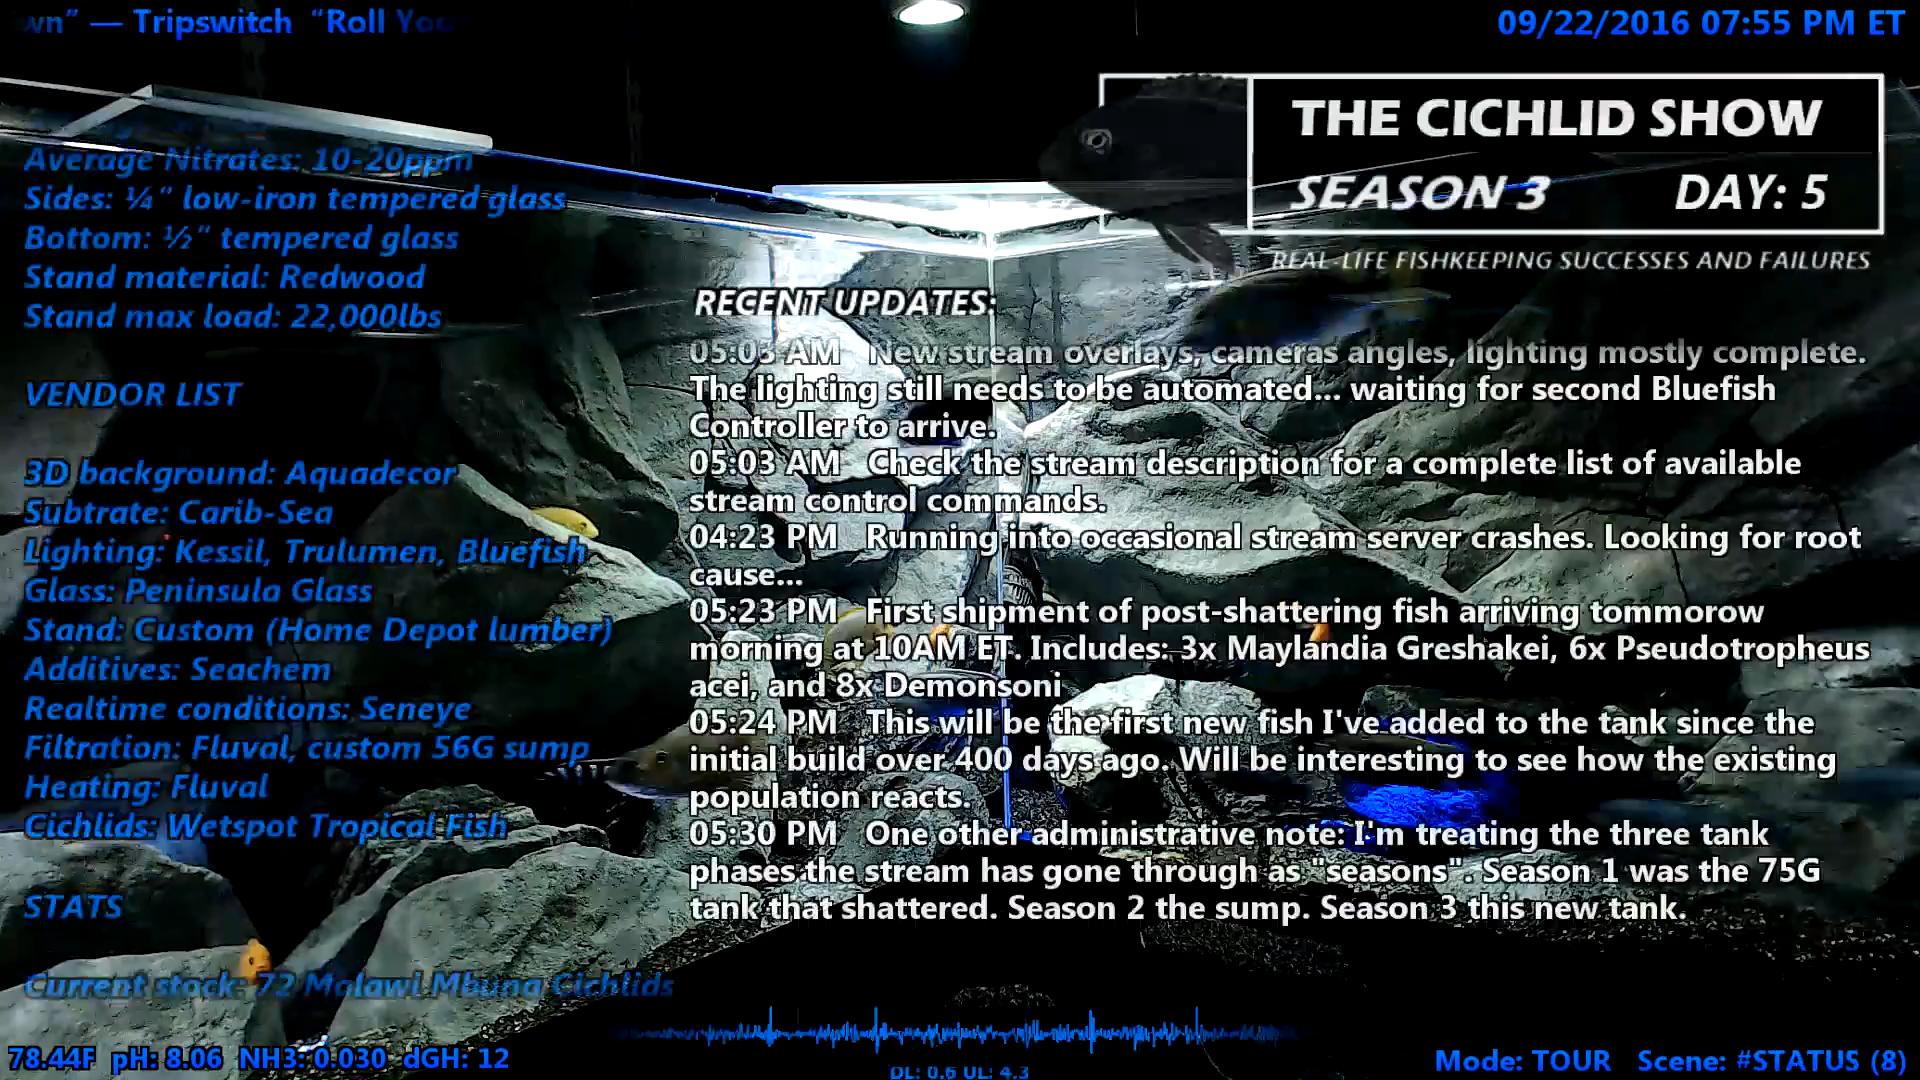 wn” — Tripswitch  “Roll You
09/22/2016 07:55 PM ET
THE CICHLID SHOW
SEASON 3 DAY: 5
REAL-LIFE FISHKEEPING SUCCESSES AND FAILURES
Average Nitrates: 10-20ppm
Sides: ¼” low-iron tempered glass
Bottom: ½” tempered glass
Stand material: Redwood
Stand max load: 22,000lbs
VENDOR LIST
3D background: Aquadecor
Subtrate: Carib-Sea
Lighting: Kessil, Trulumen, Bluefish
Glass: Peninsula Glass
Stand: Custom (Home Depot lumber)
Additives: Seachem
Realtime conditions: Seneye
Filtration: Fluval, custom 56G sump
Heating: Fluval
Cichlids: Wetspot Tropical Fish
STATS
Current stock: 72 Malawi Mbuna Cichlids
RECENT UPDATES:
05:03 AM New stream overlays, cameras angles, lighting mostly complete.
The lighting still needs to be automated... waiting for second Bluefish
Controller to arrive.
05:03 AM Check the stream description for a complete list of available
stream control commands.
04:23 PM Running into occasional stream server crashes. Looking for root
cause...
05:23 PM First shipment of post-shattering fish arriving tommorow
morning at 10AM ET. Includes: 3x Maylandia Greshakei, 6x Pseudotropheus
acei, and 8x Demonsoni
05:24 PM This will be the first new fish I've added to the tank since the
initial build over 400 days ago. Will be interesting to see how the existing
population reacts.
05:30 PM One other administrative note: I'm treating the three tank
phases the stream has gone through as "seasons". Season 1 was the 75G
tank that shattered. Season 2 the sump. Season 3 this new tank.
78.44F pH: 8.06 NH3: 0.030 dGH: 12
DL: 0.6 UL: 4.3
Mode: TOUR Scene: #STATUS (8)